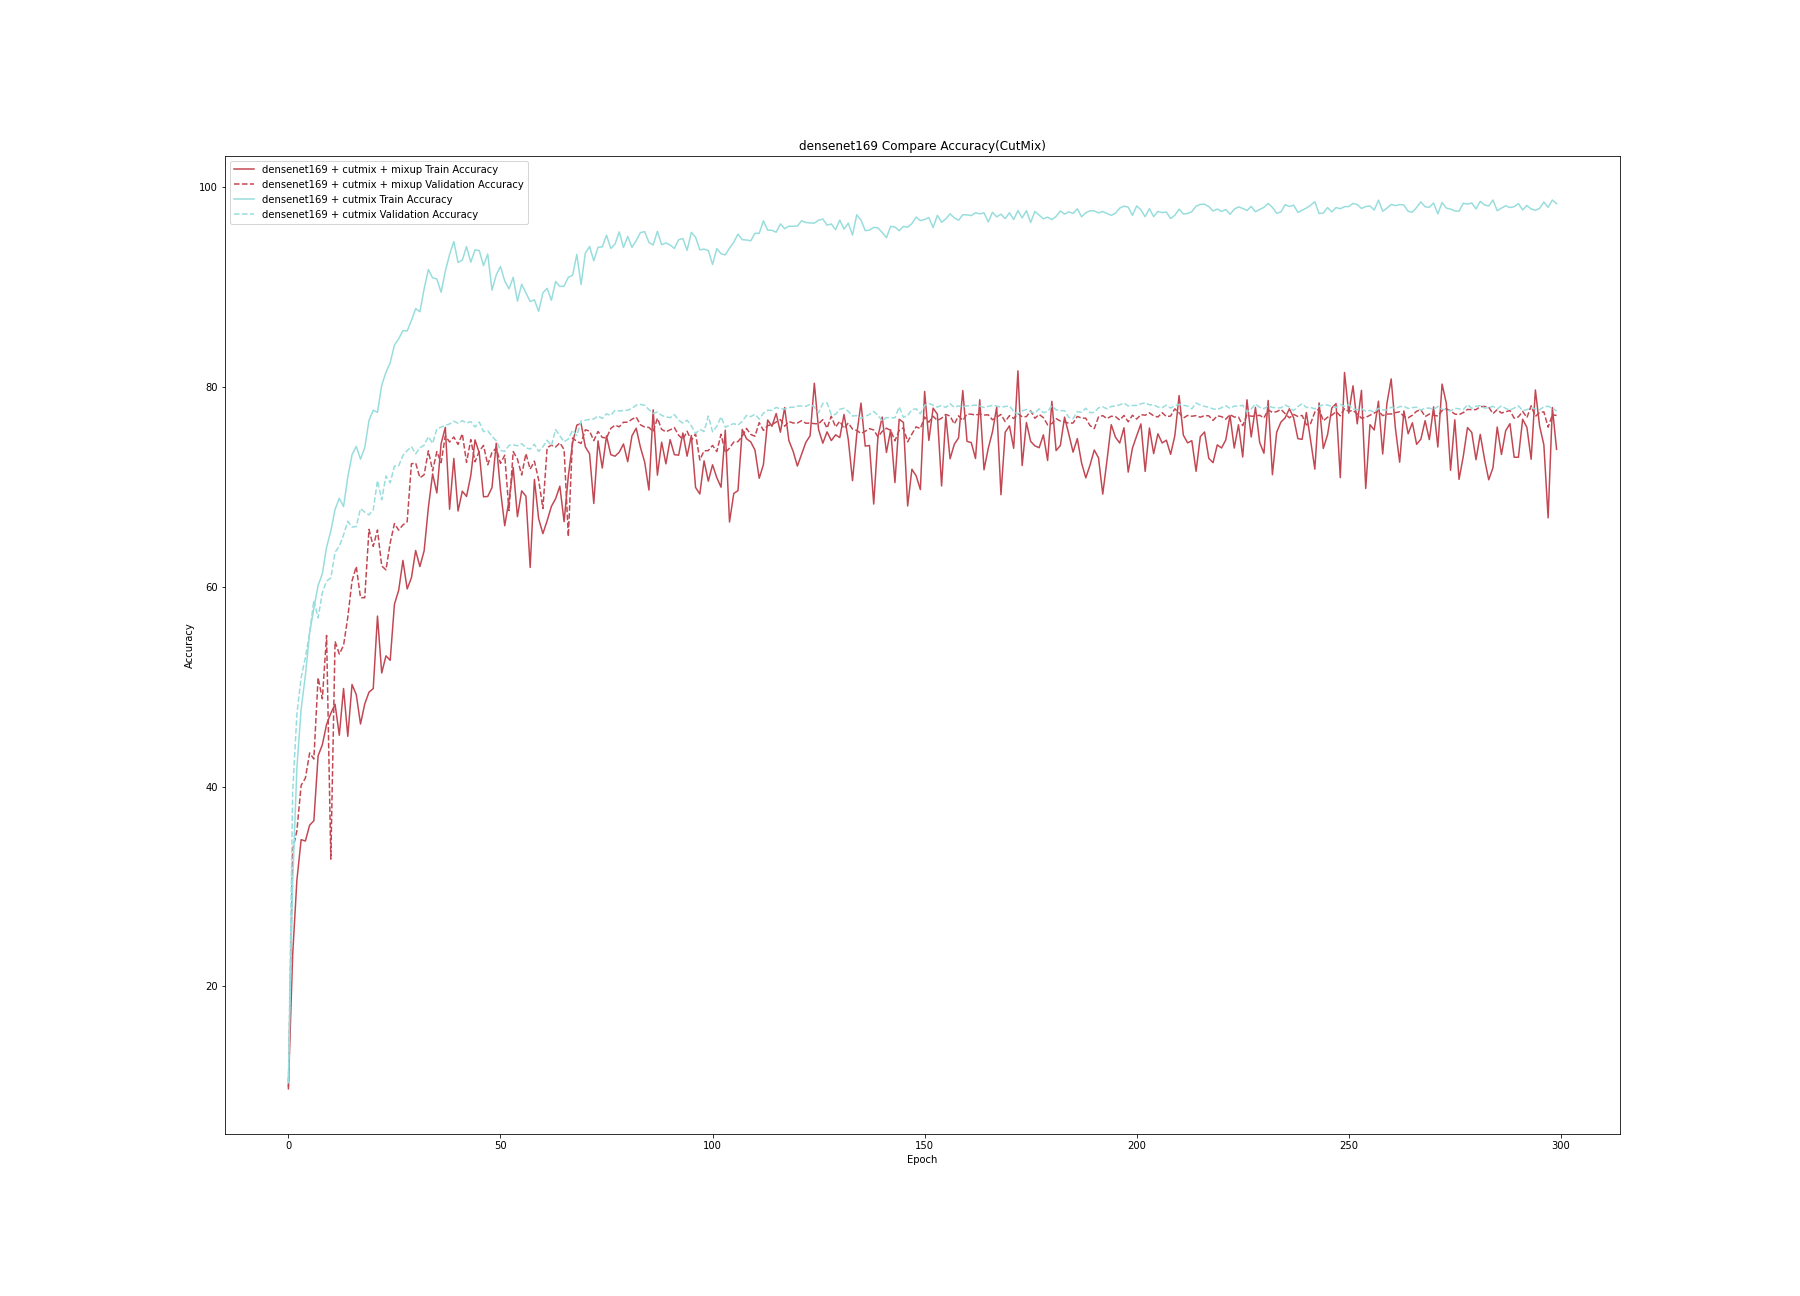 densenet169 Compare Accuracy(CutMix)
densenet169 + cutmix + mixup Train Accuracy
densenet169 + cutmix + mixup Validation Accuracy
densenet169 + cutmix Train Accuracy
densenet169 + cutmix Validation Accuracy
100
80
60
40
20
Accuracy
0 50 100 150 200 250 300
Epoch